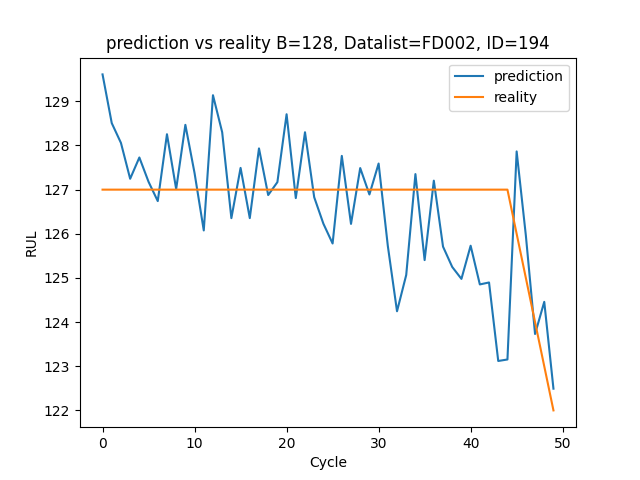 prediction vs reality B=128, Datalist=FD002, ID=194
prediction
reality
129
128
127
126
125
124
123
122
RUL
0 10 20 30 40 50
Cycle